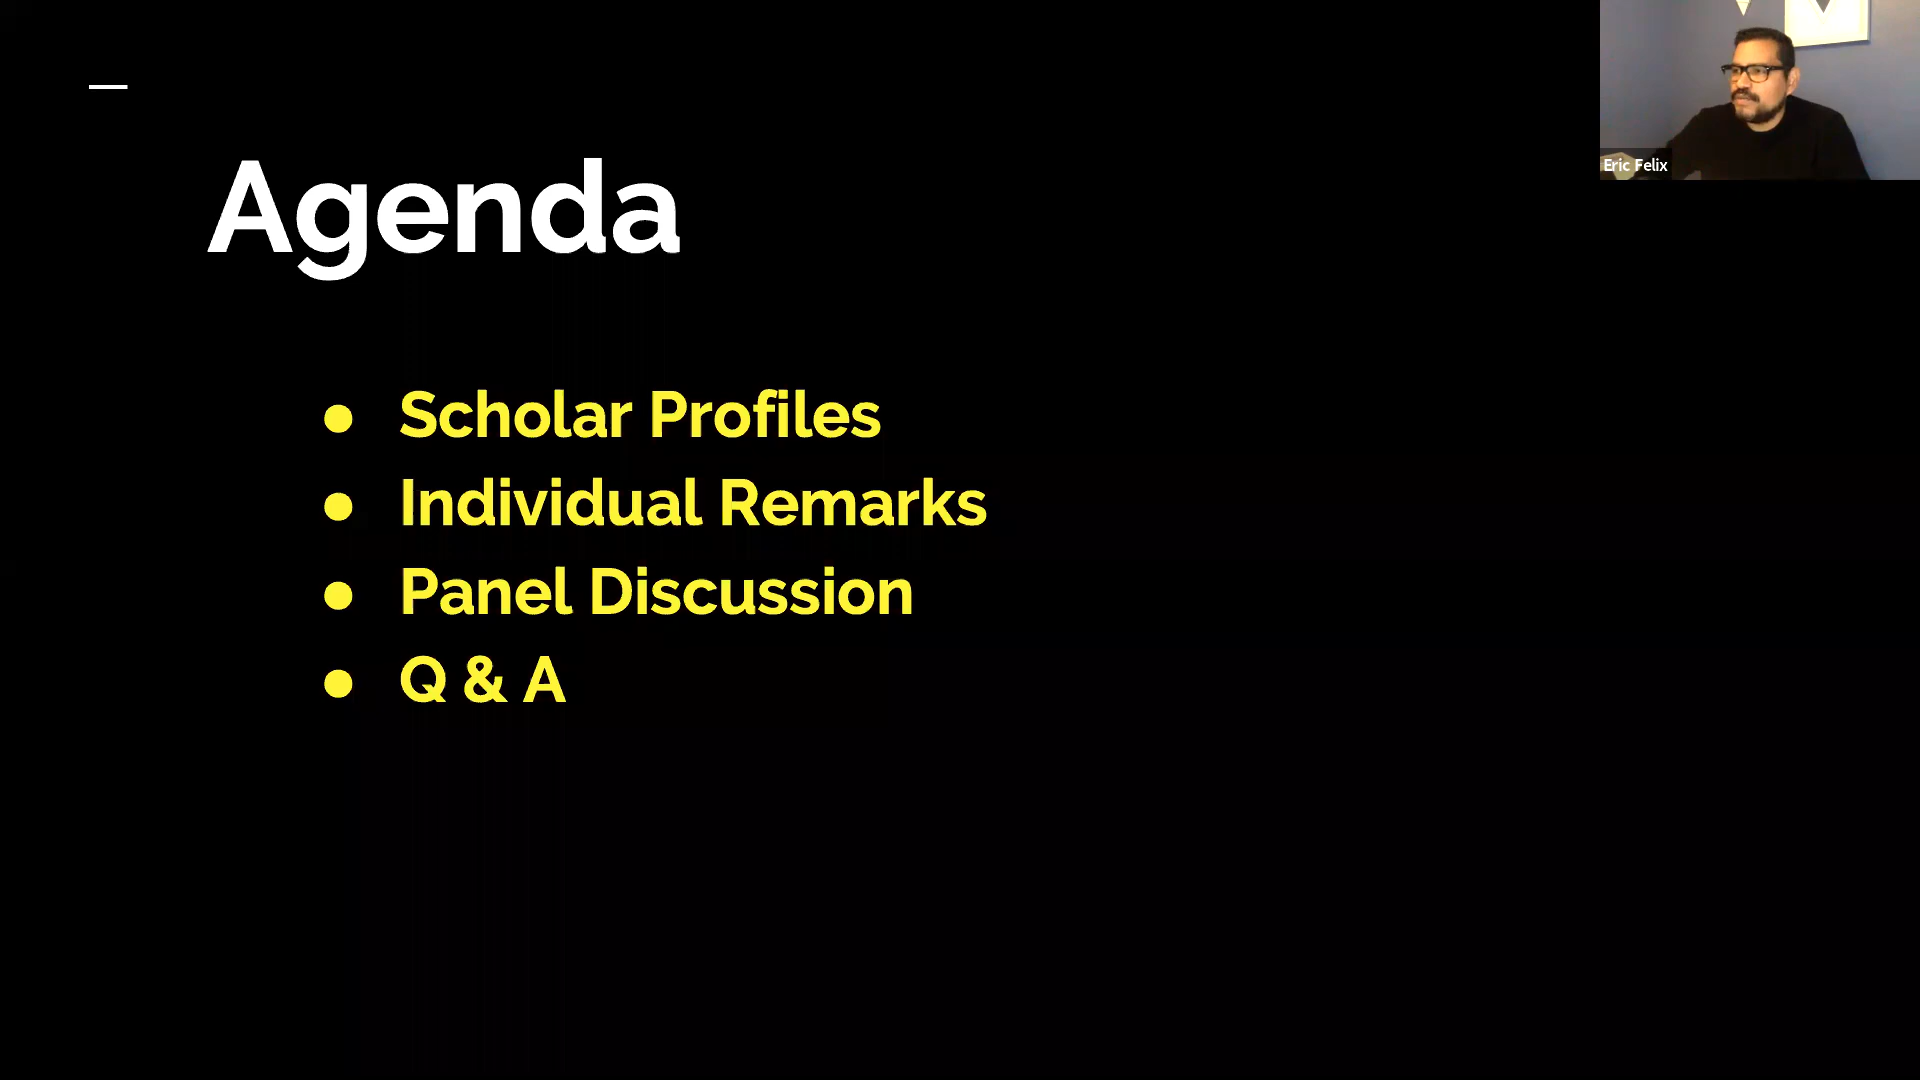 Agenda
● Scholar Profiles
● Individual Remarks
● Panel Discussion
● Q & A
Eric Felix